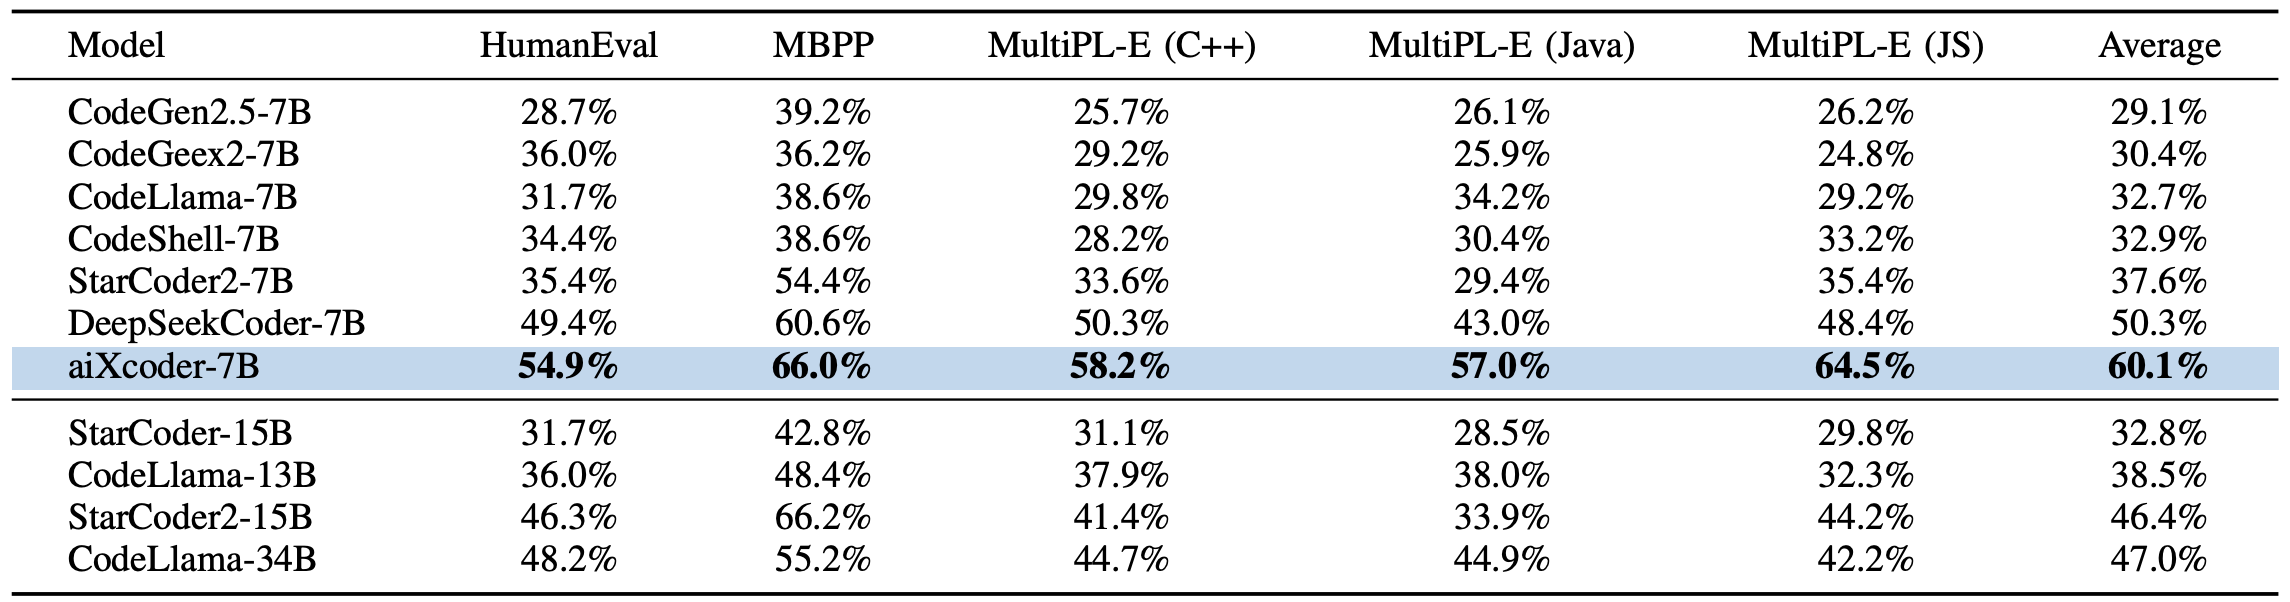 Model HumanEval MBPP MultiPL-E (C++) MultiPL-E (Java) MultiPL-E (JS) Average
CodeGen2.5-7B 28.7% 39.2% 25.7% 26.1% 26.2% 29.1%
CodeGeex2-7B 36.0% 36.2% 29.2% 25.9% 24.8% 30.4%
CodeLlama-7B 31.7% 38.6% 29.8% 34.2% 29.2% 32.7%
CodeShell-7B 34.4% 38.6% 28.2% 30.4% 33.2% 32.9%
StarCoder2-7B 35.4% 54.4% 33.6% 29.4% 35.4% 37.6%
DeepSeekCoder-7B 49.4% 60.6% 50.3% 43.0% 48.4% 50.3%
aiXcoder-7B 54.9% 66.0% 58.2% 57.0% 64.5% 60.1%
StarCoder-15B 31.7% 42.8% 31.1% 28.5% 29.8% 32.8%
CodeLlama-13B 36.0% 48.4% 37.9% 38.0% 32.3% 38.5%
StarCoder2-15B 46.3% 66.2% 41.4% 33.9% 44.2% 46.4%
CodeLlama-34B 48.2% 55.2% 44.7% 44.9% 42.2% 47.0%